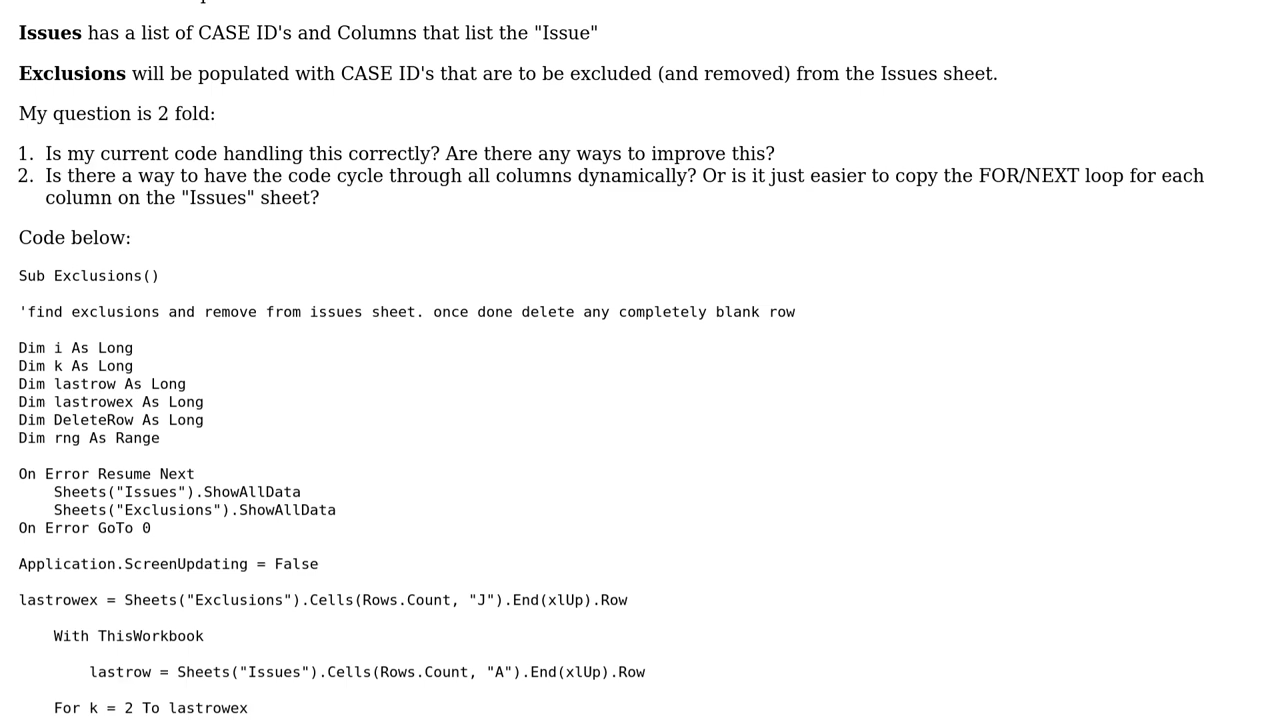 Issues has a list of CASE ID's and Columns that list the "Issue"
Exclusions will be populated with CASE ID's that are to be excluded (and removed) from the Issues sheet.
My question is 2 fold:
1. Is my current code handling this correctly? Are there any ways to improve this?
2. Is there a way to have the code cycle through all columns dynamically? Or is it just easier to copy the FOR/NEXT loop for each
column on the "Issues" sheet?
Code below:
Sub Exclusions()
'find exclusions and remove from issues sheet. once done delete any completely blank row
Dim i As Long
Dim k As Long
Dim lastrow As Long
Dim lastrowex As Long
Dim DeleteRow As Long
Dim rng As Range
On Error Resume Next
    Sheets("Issues").ShowAllData
    Sheets("Exclusions").ShowAllData
On Error GoTo 0
Application.ScreenUpdating = False
lastrowex = Sheets("Exclusions").Cells(Rows.Count, "J").End(xlUp).Row
    With ThisWorkbook
        lastrow = Sheets("Issues").Cells(Rows.Count, "A").End(xlUp).Row
    For k = 2 To lastrowex